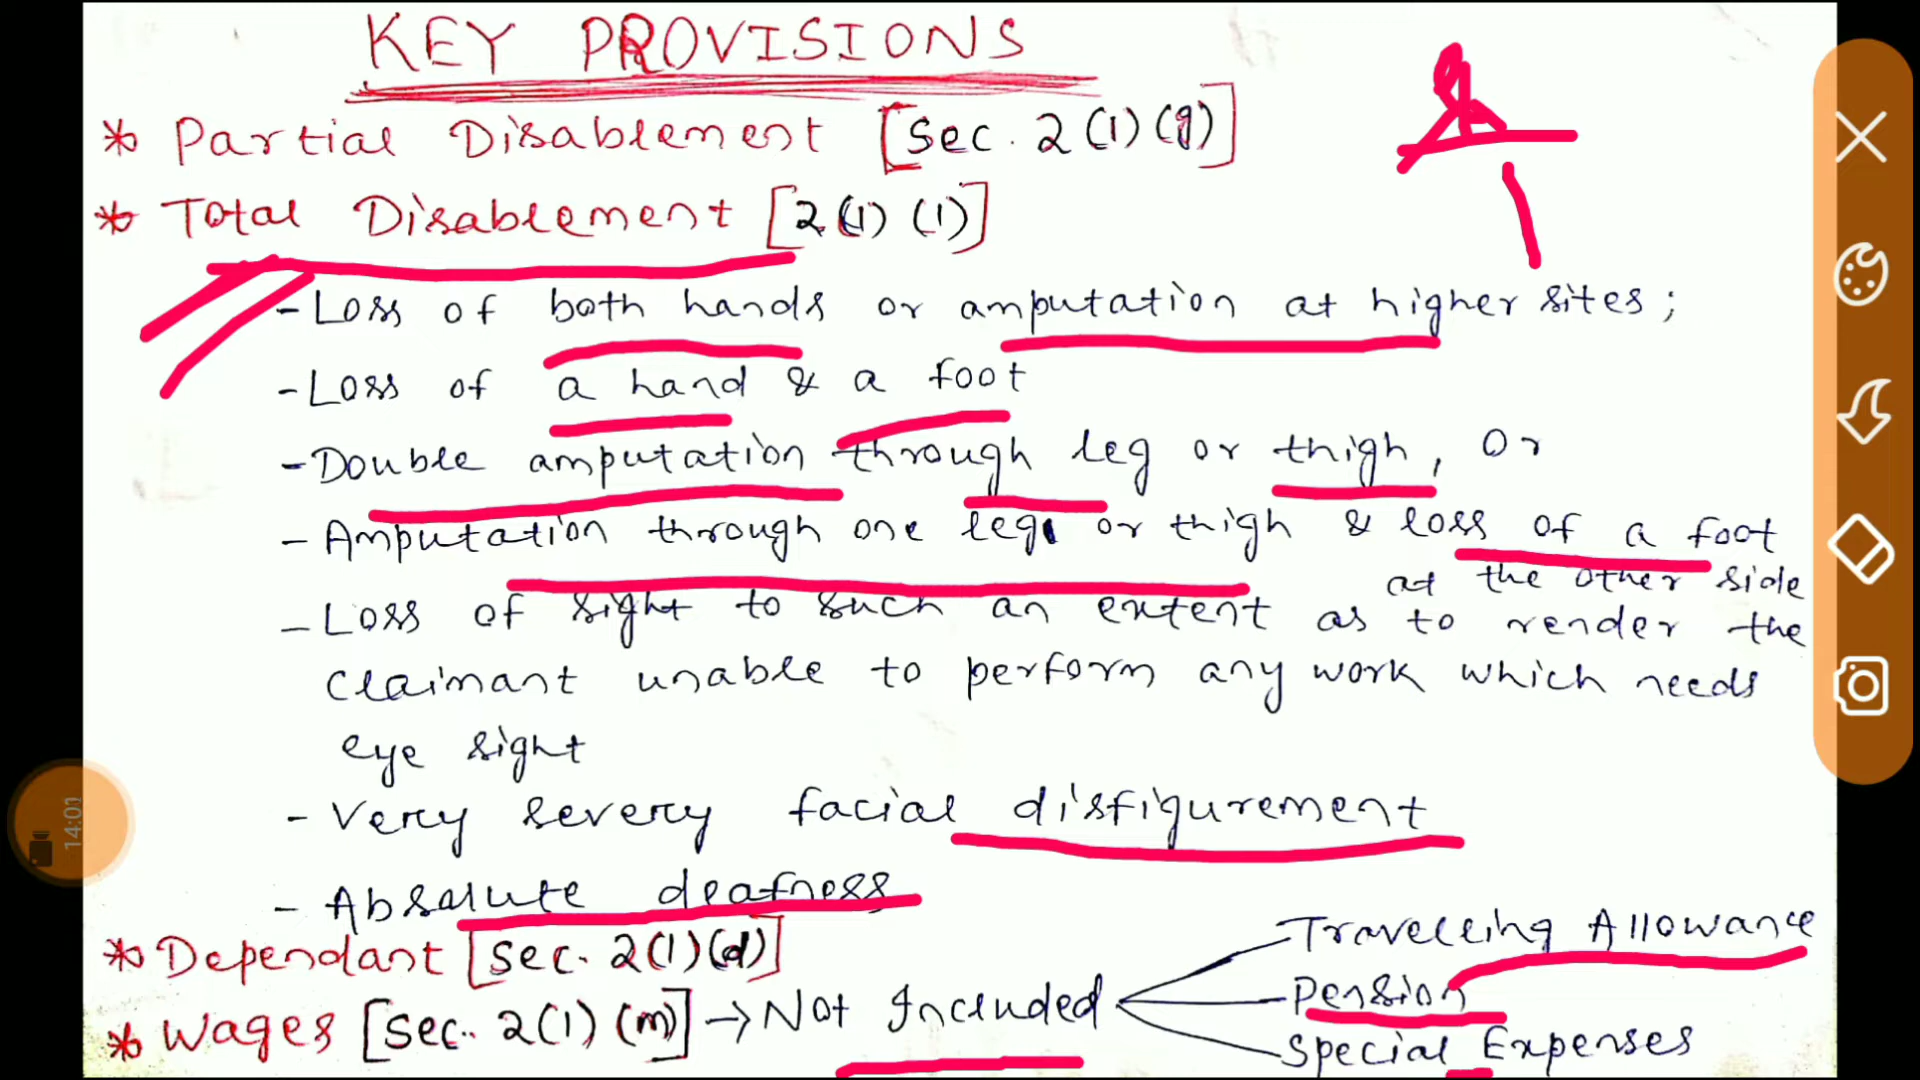 KEY PROVISIONS
* Partial Disablement [sec. 2(1)(g)]
* Total Disablement [2(1)(l)]
- Loss of both hands or amputation at higher sites;
- Loss of a hand & a foot
- Double amputation through leg or thigh, Or
- Amputation through one leg or thigh & loss of a foot
at the other side
- Loss of sight to such an extent as to render the
claimant unable to perform any work which needs
eye sight
- Very severy facial disfigurement
- Absolute deafness
* Dependant [sec. 2(1)(d)]
* Wages [sec.. 2(1)(m)] → Not Included
Travelling Allowance
Pension
Special Expenses
14:01